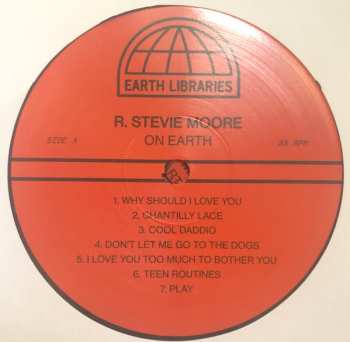 EARTH LIBRARIES
R. STEVIE MOORE
SIDE A
ON EARTH
33 RPM
1. WHY SHOULD I LOVE YOU
2. CHANTILLY LACE
3. COOL DADDIO
4. DON'T LET ME GO TO THE DOGS
5. I LOVE YOU TOO MUCH TO BOTHER YOU
6. TEEN ROUTINES
7. PLAY